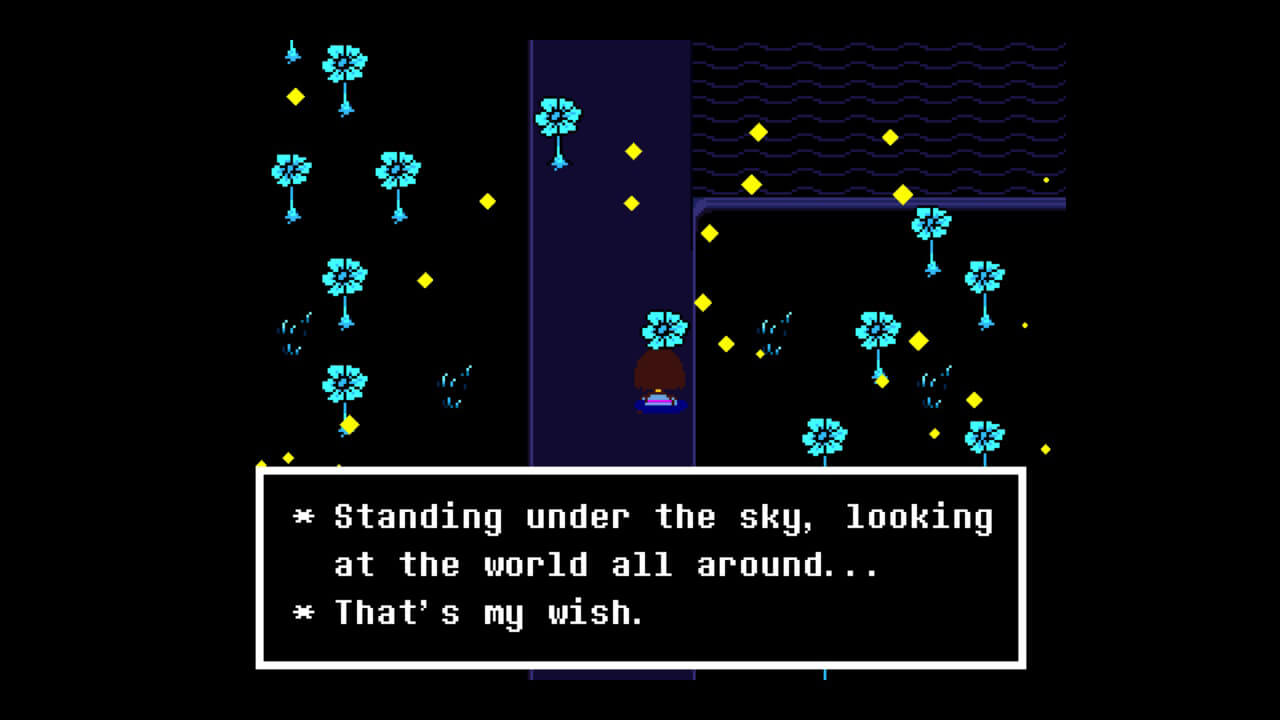 * Standing under the sky, looking
at the world all around...
* That's my wish.